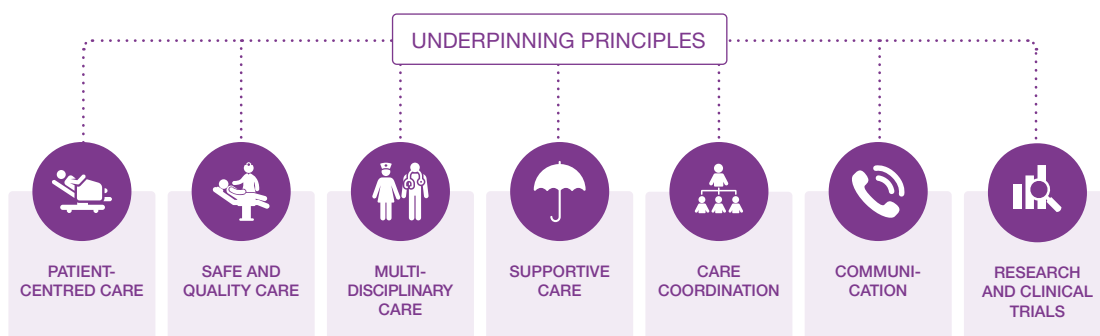 UNDERPINNING PRINCIPLES
PATIENT-
CENTRED CARE
SAFE AND
QUALITY CARE
MULTI-
DISCIPLINARY
CARE
SUPPORTIVE
CARE
CARE
COORDINATION
COMMUNI-
CATION
RESEARCH
AND CLINICAL
TRIALS